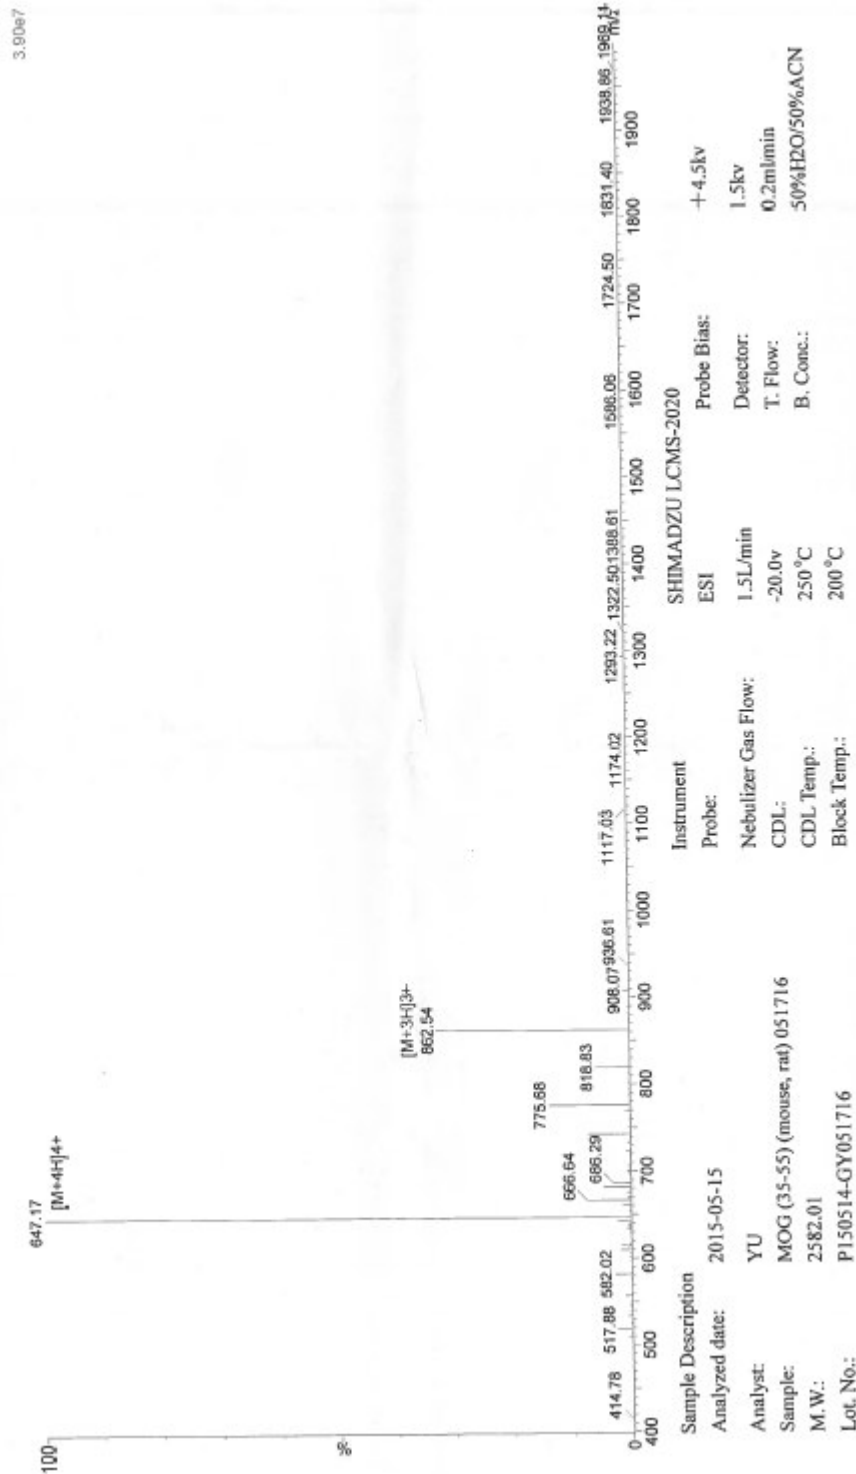 3.90e7
647.17
[M+4H]4+
[M+3H]3+
862.54
775.68
818.83
666.64
686.29
414.78 517.88 582.02 908.07 936.61 1117.03 1174.02 1293.22 1322.50 1388.61 1586.06 1724.50 1831.40 1938.86 1969.11
100
%
0
m/z
400 500 600 700 800 900 1000 1100 1200 1300 1400 1500 1600 1700 1800 1900
Sample Description
Analyzed date: 2015-05-15
Analyst: YU
Sample: MOG (35-55) (mouse, rat) 051716
M.W.: 2582.01
Lot. No.: P150514-GY051716
Instrument SHIMADZU LCMS-2020
Probe: ESI Probe Bias: +4.5kv
Nebulizer Gas Flow: 1.5L/min Detector: 1.5kv
CDL: -20.0v T. Flow: 0.2ml/min
CDL Temp.: 250°C B. Conc.: 50%H2O/50%ACN
Block Temp.: 200°C